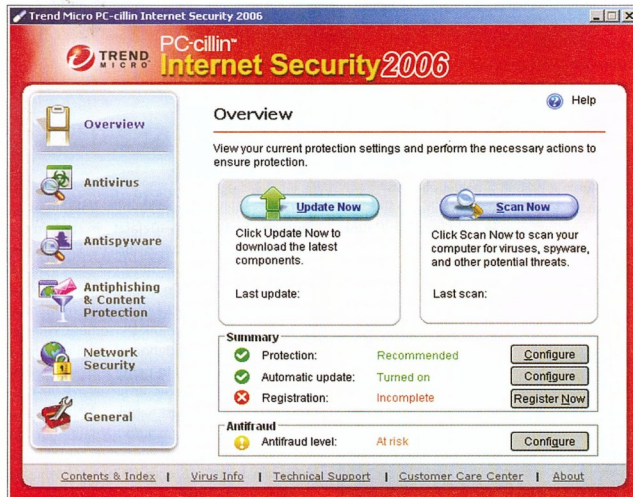 Trend Micro PC-cillin Internet Security 2006
TREND MICRO
PC-cillin™
Internet Security 2006
Help
Overview
Antivirus
Antispyware
Antiphishing
& Content
Protection
Network
Security
General
Overview
View your current protection settings and perform the necessary actions to
ensure protection.
Update Now
Click Update Now to
download the latest
components.
Last update:
Scan Now
Click Scan Now to scan your
computer for viruses, spyware,
and other potential threats.
Last scan:
Summary
Protection: Recommended Configure
Automatic update: Turned on Configure
Registration: Incomplete Register Now
Antifraud
Antifraud level: At risk Configure
Contents & Index | Virus Info | Technical Support | Customer Care Center | About